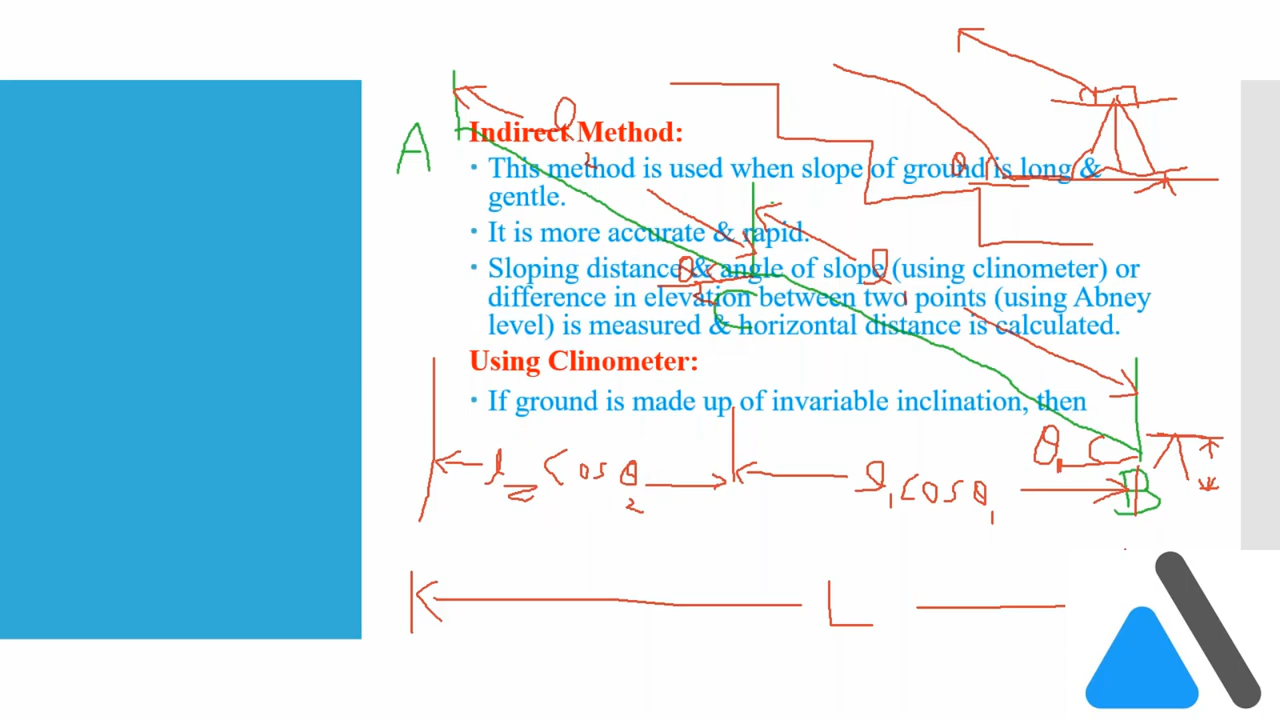 A
l
2
Indirect Method:
• This method is used when slope of ground is long &
gentle.
• It is more accurate & rapid.
• Sloping distance & angle of slope (using clinometer) or
difference in elevation between two points (using Abney
level) is measured & horizontal distance is calculated.
θ
θ
2
C
l
1
Using Clinometer:
• If ground is made up of invariable inclination, then
θ
l2 cos θ2
l1 cos θ1
B
L